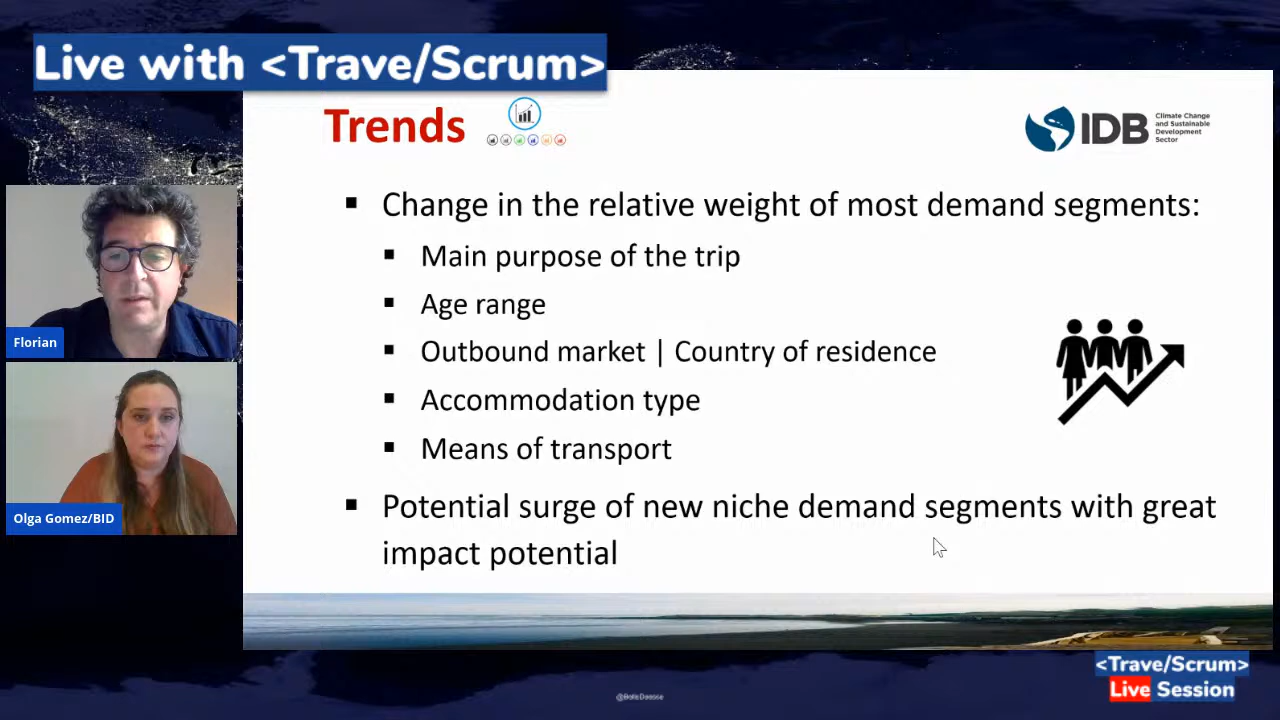 Live with <Trave/Scrum>
Trends
IDB
Climate Change
and Sustainable
Development
Sector
Change in the relative weight of most demand segments:
Main purpose of the trip
Age range
Outbound market | Country of residence
Accommodation type
Means of transport
Potential surge of new niche demand segments with great
impact potential
Florian
Olga Gomez/BID
<Trave/Scrum>
Live Session